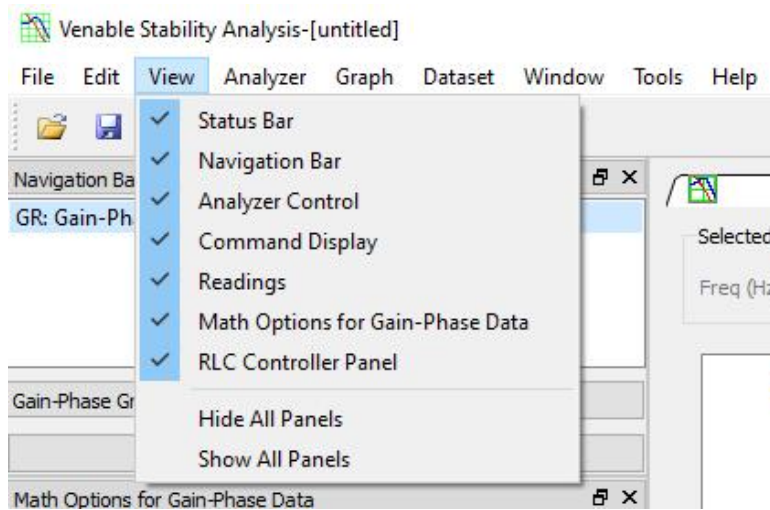 Venable Stability Analysis-[untitled]
File Edit View Analyzer Graph Dataset Window Tools Help
Status Bar
Navigation Bar
Analyzer Control
Command Display
Readings
Math Options for Gain-Phase Data
RLC Controller Panel
Hide All Panels
Show All Panels
Navigation Ba
GR: Gain-Ph
Gain-Phase Gr
Math Options for Gain-Phase Data
Selected
Freq (Hz